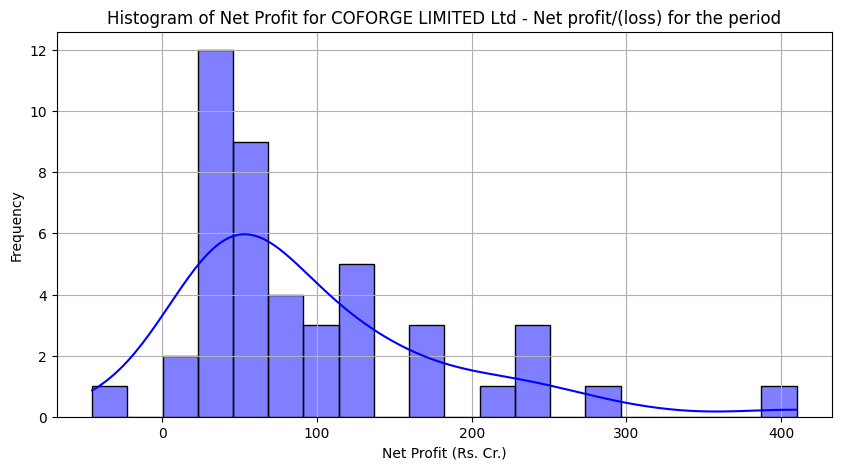 Histogram of Net Profit for COFORGE LIMITED Ltd - Net profit/(loss) for the period
12
10
8
6
4
2
0
Frequency
0 100 200 300 400
Net Profit (Rs. Cr.)